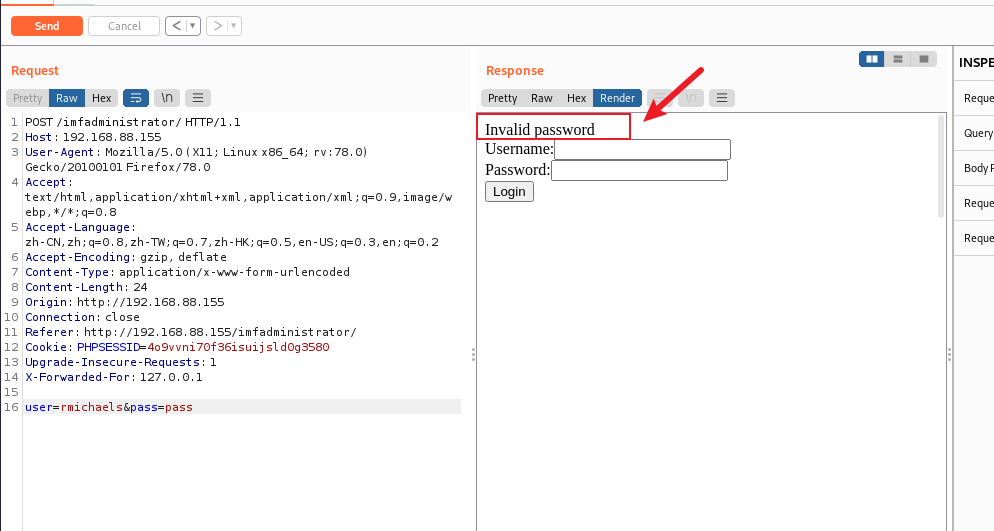 Send
Cancel
< ▾
> ▾
Request
Pretty Raw Hex \n
1 POST /imfadministrator/ HTTP/1.1
2 Host: 192.168.88.155
3 User-Agent: Mozilla/5.0 (X11; Linux x86_64; rv:78.0)
Gecko/20100101 Firefox/78.0
4 Accept:
text/html,application/xhtml+xml,application/xml;q=0.9,image/w
ebp,*/*;q=0.8
5 Accept-Language:
zh-CN,zh;q=0.8,zh-TW;q=0.7,zh-HK;q=0.5,en-US;q=0.3,en;q=0.2
6 Accept-Encoding: gzip, deflate
7 Content-Type: application/x-www-form-urlencoded
8 Content-Length: 24
9 Origin: http://192.168.88.155
10 Connection: close
11 Referer: http://192.168.88.155/imfadministrator/
12 Cookie: PHPSESSID=4o9vvni70f36isuijsld0g3580
13 Upgrade-Insecure-Requests: 1
14 X-Forwarded-For: 127.0.0.1
15
16 user=rmichaels&pass=pass
Response
Pretty Raw Hex Render \n
Invalid password
Username:
Password:
Login
INSPE
Reque
Query
Body P
Reque
Reque